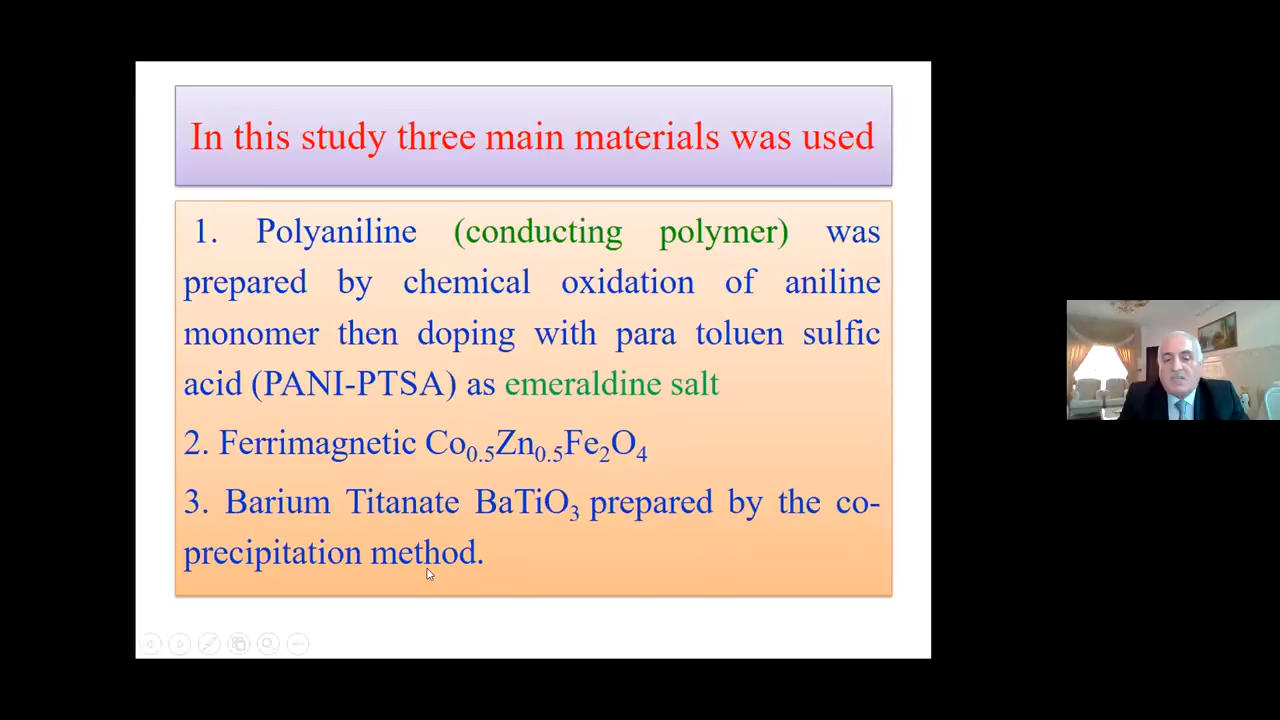 In this study three main materials was used
1. Polyaniline (conducting polymer) was
prepared by chemical oxidation of aniline
monomer then doping with para toluen sulfic
acid (PANI-PTSA) as emeraldine salt
2. Ferrimagnetic Co₀.₅Zn₀.₅Fe₂O₄
3. Barium Titanate BaTiO₃ prepared by the co-
precipitation method.